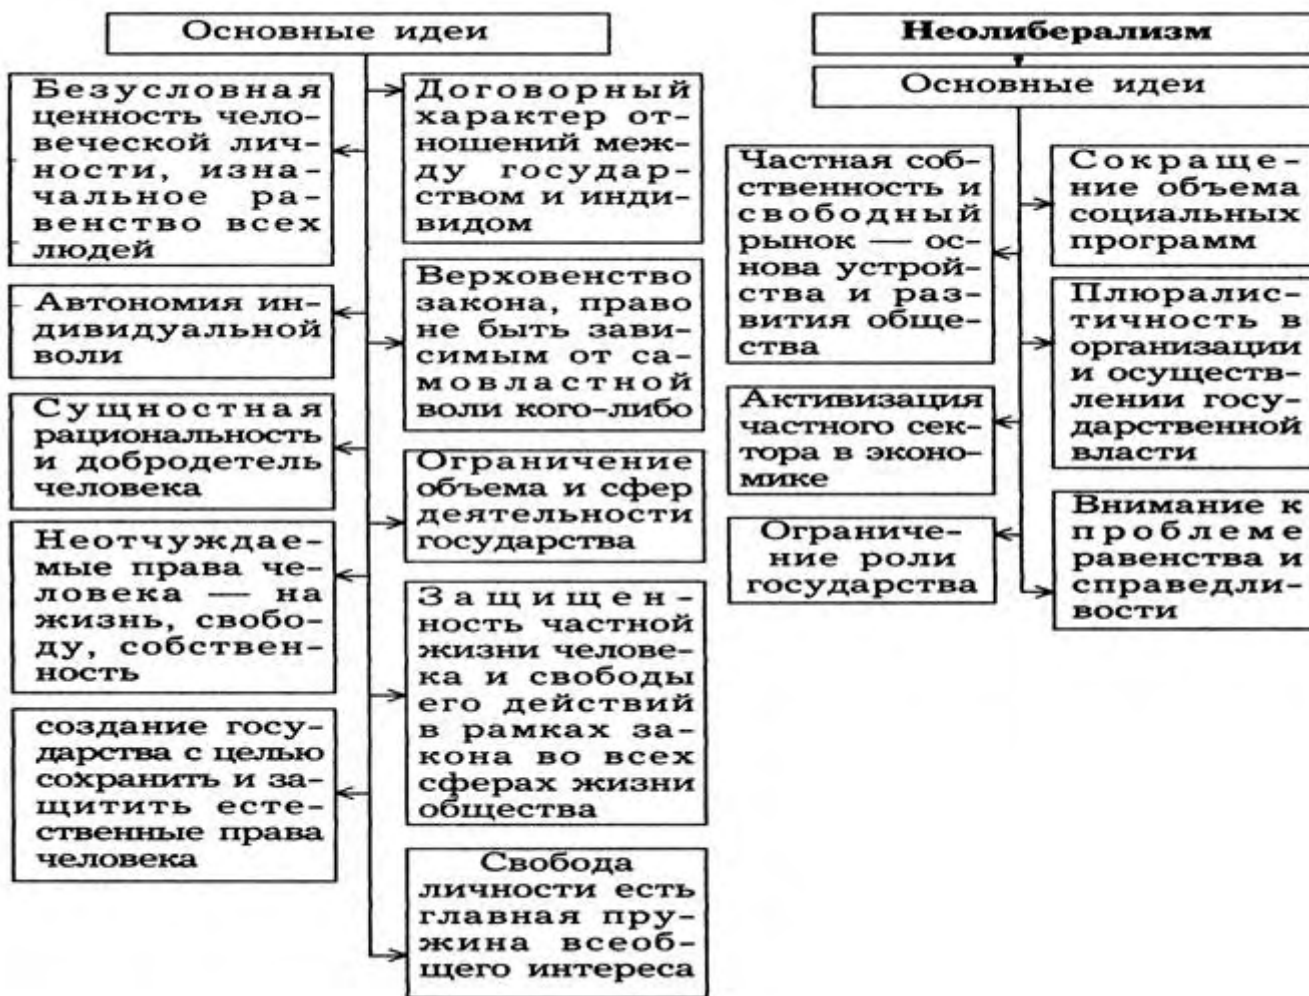 Основные идеи
Безусловная
ценность чело-
веческой лич-
ности, изна-
чальное ра-
венство всех
людей
Автономия ин-
дивидуальной
воли
Сущностная
рациональность
и добродетель
человека
Неотчуждае-
мые права че-
ловека — на
жизнь, свобо-
ду, собствен-
ность
создание госу-
дарства с целью
сохранить и за-
щитить есте-
ственные права
человека
Договорный
характер от-
ношений меж-
ду государ-
ством и инди-
видом
Верховенство
закона, право
не быть зави-
симым от са-
мовластной
воли кого-либо
Ограничение
объема и сфер
деятельности
государства
Защищен-
ность частной
жизни челове-
ка и свободы
его действий
в рамках за-
кона во всех
сферах жизни
общества
Свобода
личности есть
главная пру-
жина всеоб-
щего интереса
Неолиберализм
Основные идеи
Частная соб-
ственность и
свободный
рынок — ос-
нова устрой-
ства и раз-
вития обще-
ства
Активизация
частного сек-
тора в эконо-
мике
Ограниче-
ние роли
государства
Сокраще-
ние объема
социальных
программ
Плюралис-
тичность в
организации
и осуществ-
лении госу-
дарственной
власти
Внимание к
проблеме
равенства и
справедли-
вости